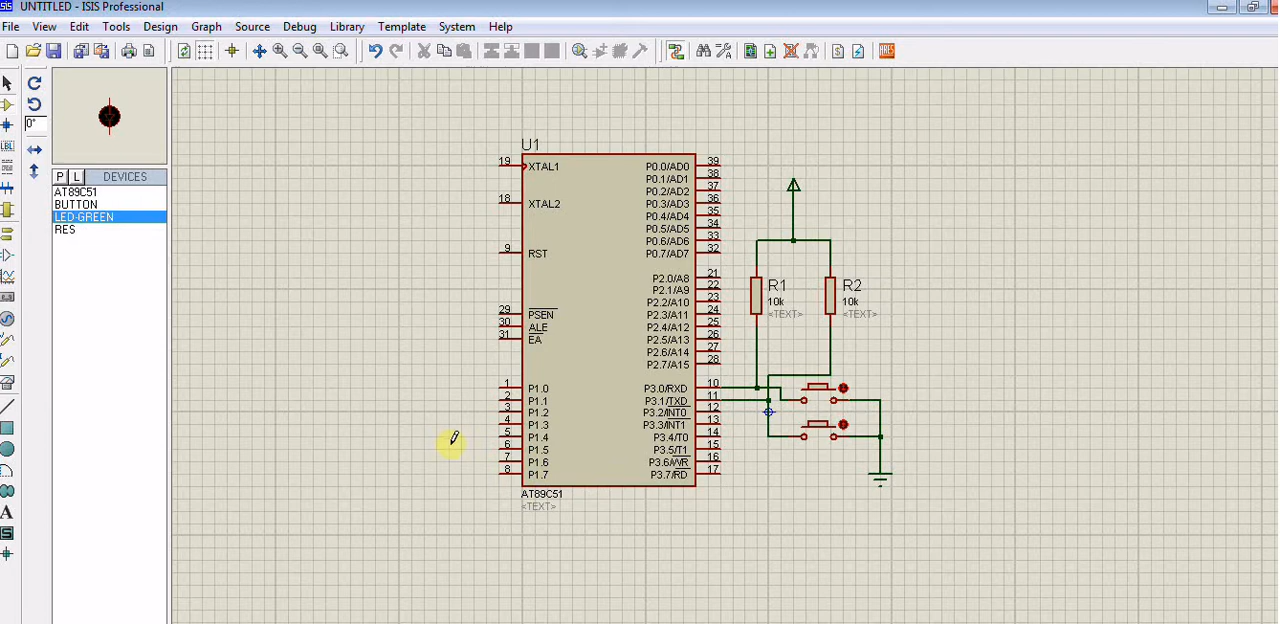 UNTITLED - ISIS Professional
File View Edit Tools Design Graph Source Debug Library Template System Help
0°
P L DEVICES
AT89C51
BUTTON
LED-GREEN
RES
LBL
A
S
$
ARES
U1
19 XTAL1
18 XTAL2
9 RST
29 PSEN
30 ALE
31 EA
1 P1.0
2 P1.1
3 P1.2
4 P1.3
5 P1.4
6 P1.5
7 P1.6
8 P1.7
P0.0/AD0 39
P0.1/AD1 38
P0.2/AD2 37
P0.3/AD3 36
P0.4/AD4 35
P0.5/AD5 34
P0.6/AD6 33
P0.7/AD7 32
P2.0/A8 21
P2.1/A9 22
P2.2/A10 23
P2.3/A11 24
P2.4/A12 25
P2.5/A13 26
P2.6/A14 27
P2.7/A15 28
P3.0/RXD 10
P3.1/TXD 11
P3.2/INT0 12
P3.3/INT1 13
P3.4/T0 14
P3.5/T1 15
P3.6/WR 16
P3.7/RD 17
AT89C51
<TEXT>
R1
10k
<TEXT>
R2
10k
<TEXT>